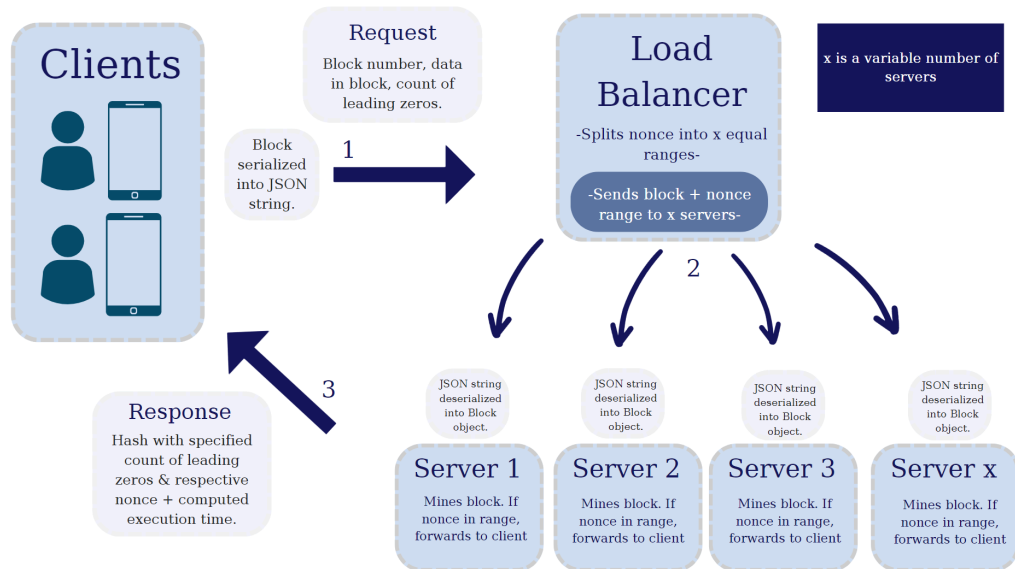 Clients
Request
Block number, data
in block, count of
leading zeros.
Block
serialized
into JSON
string.
1
Load
Balancer
-Splits nonce into x equal
ranges-
-Sends block + nonce
range to x servers-
x is a variable number of
servers
2
3
Response
Hash with specified
count of leading
zeros & respective
nonce + computed
execution time.
JSON string
deserialized
into Block
object.
Server 1
Mines block. If
nonce in range,
forwards to client
JSON string
deserialized
into Block
object.
Server 2
Mines block. If
nonce in range,
forwards to client
JSON string
deserialized
into Block
object.
Server 3
Mines block. If
nonce in range,
forwards to client
JSON string
deserialized
into Block
object.
Server x
Mines block. If
nonce in range,
forwards to client